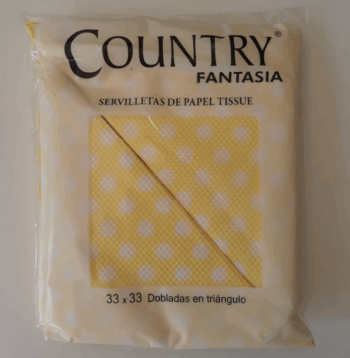 COUNTRY®
FANTASIA
SERVILLETAS DE PAPEL TISSUE
33 x 33 Dobladas en triángulo